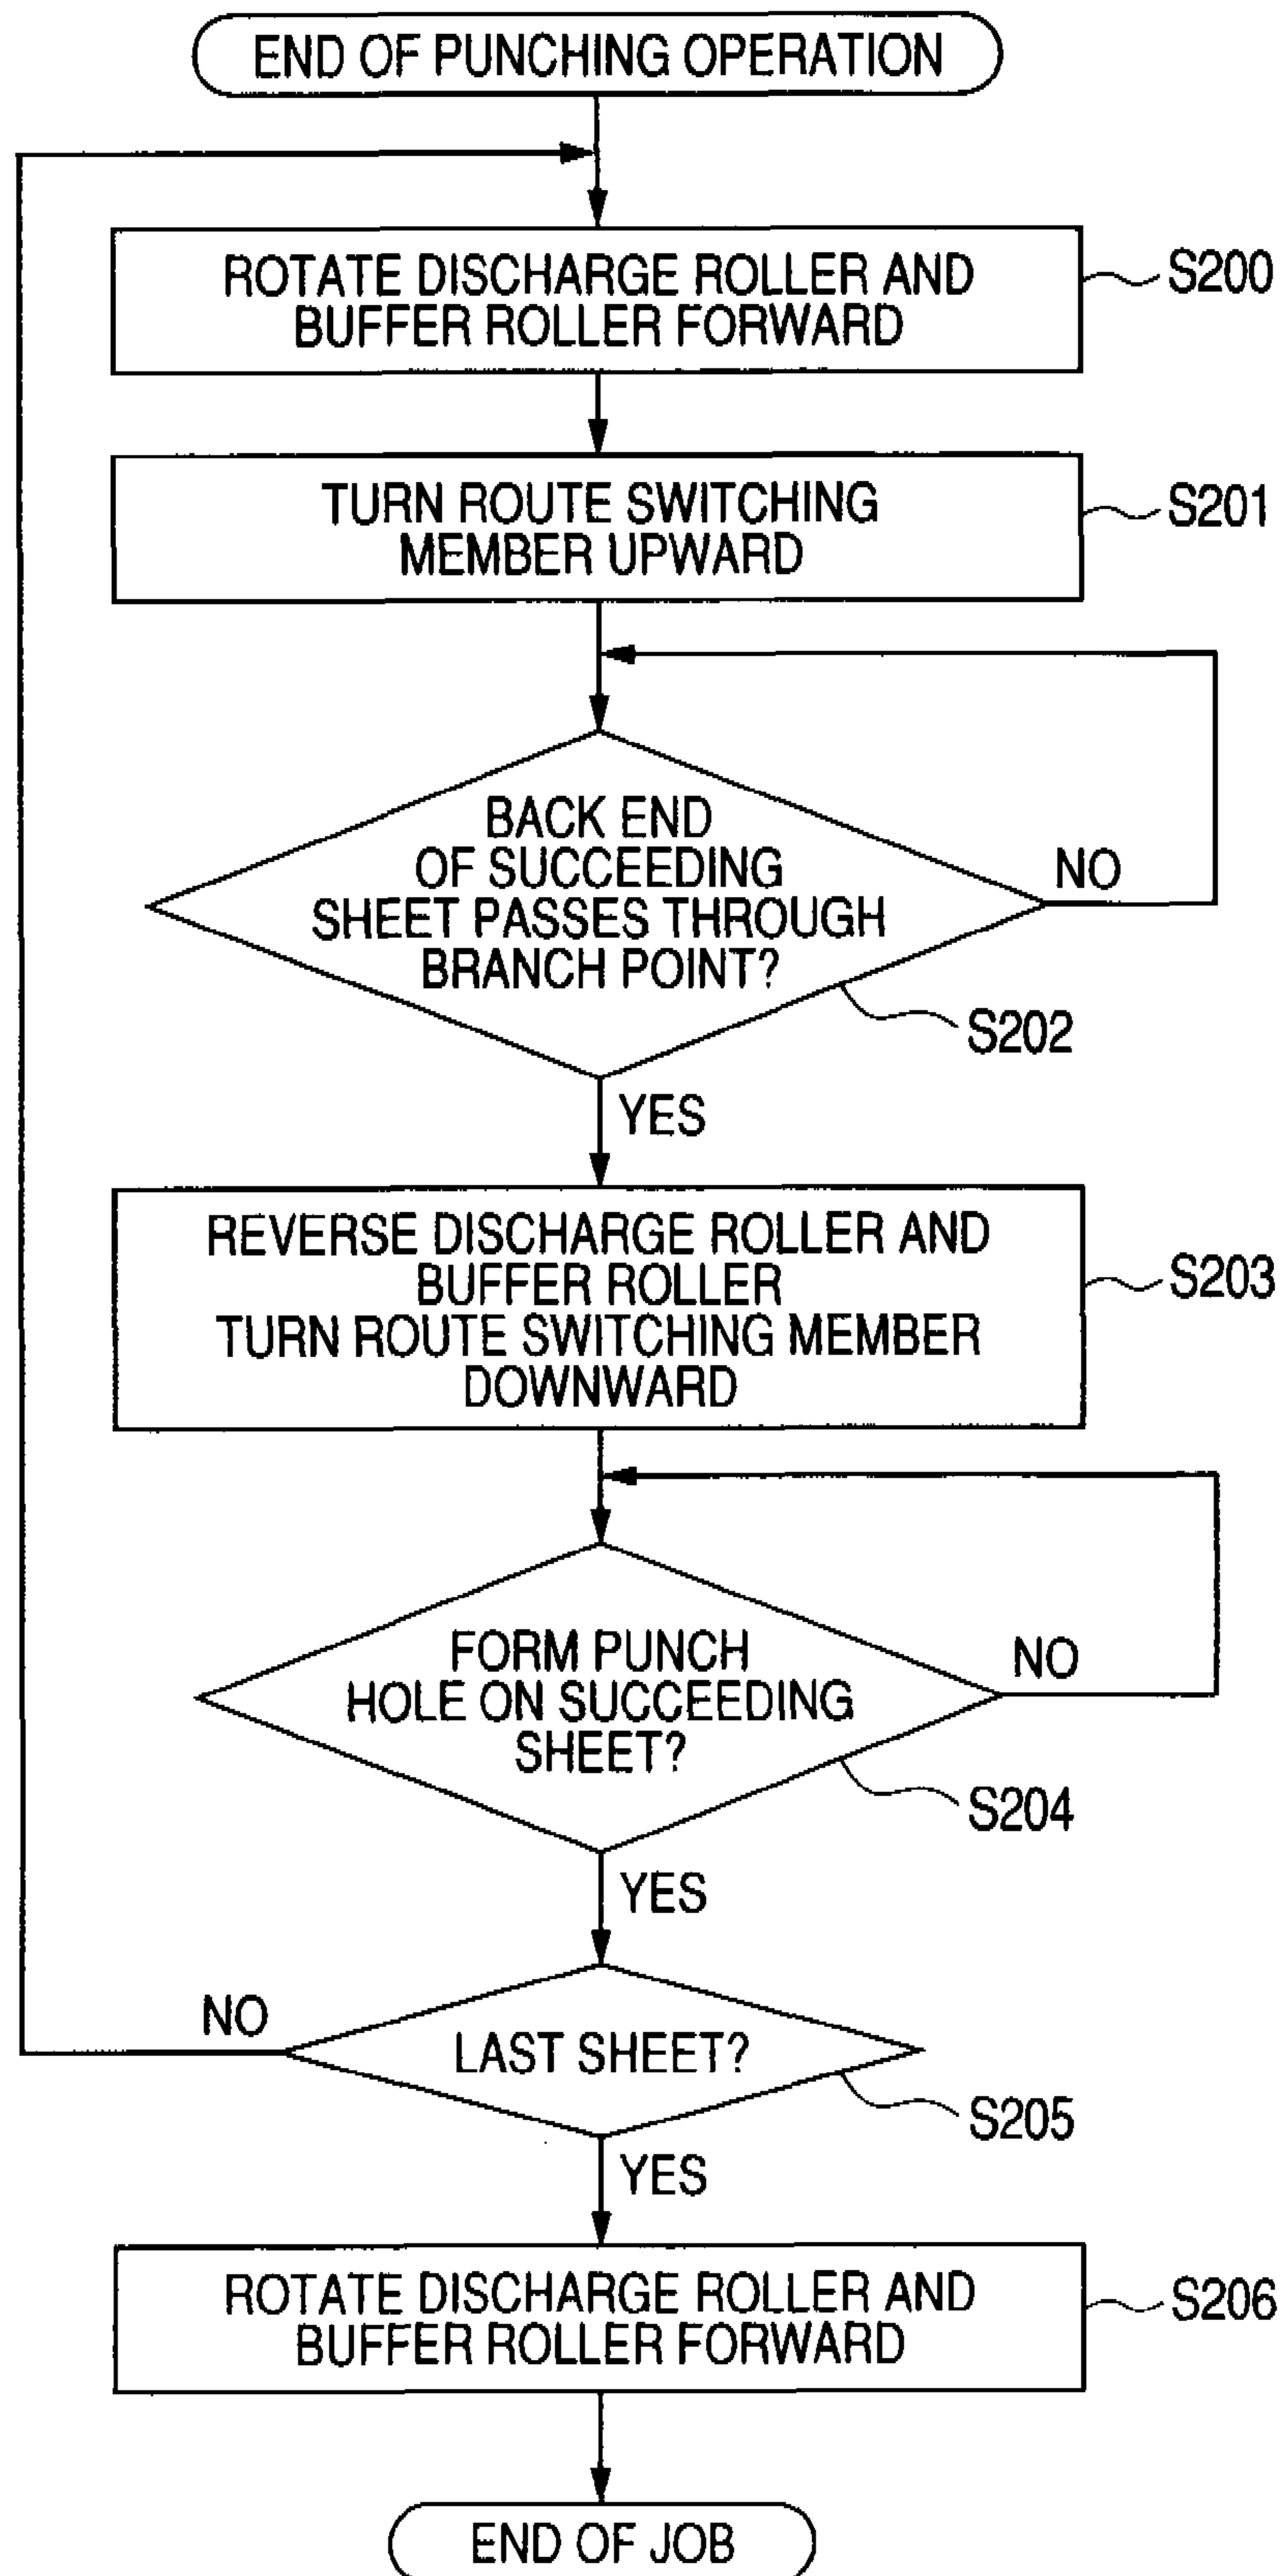 END OF PUNCHING OPERATION
ROTATE DISCHARGE ROLLER AND
BUFFER ROLLER FORWARD
S200
TURN ROUTE SWITCHING
MEMBER UPWARD
S201
BACK END
OF SUCCEEDING
SHEET PASSES THROUGH
BRANCH POINT?
NO
S202
YES
REVERSE DISCHARGE ROLLER AND
BUFFER ROLLER
TURN ROUTE SWITCHING MEMBER
DOWNWARD
S203
FORM PUNCH
HOLE ON SUCCEEDING
SHEET?
NO
S204
YES
LAST SHEET?
NO
S205
YES
ROTATE DISCHARGE ROLLER AND
BUFFER ROLLER FORWARD
S206
END OF JOB